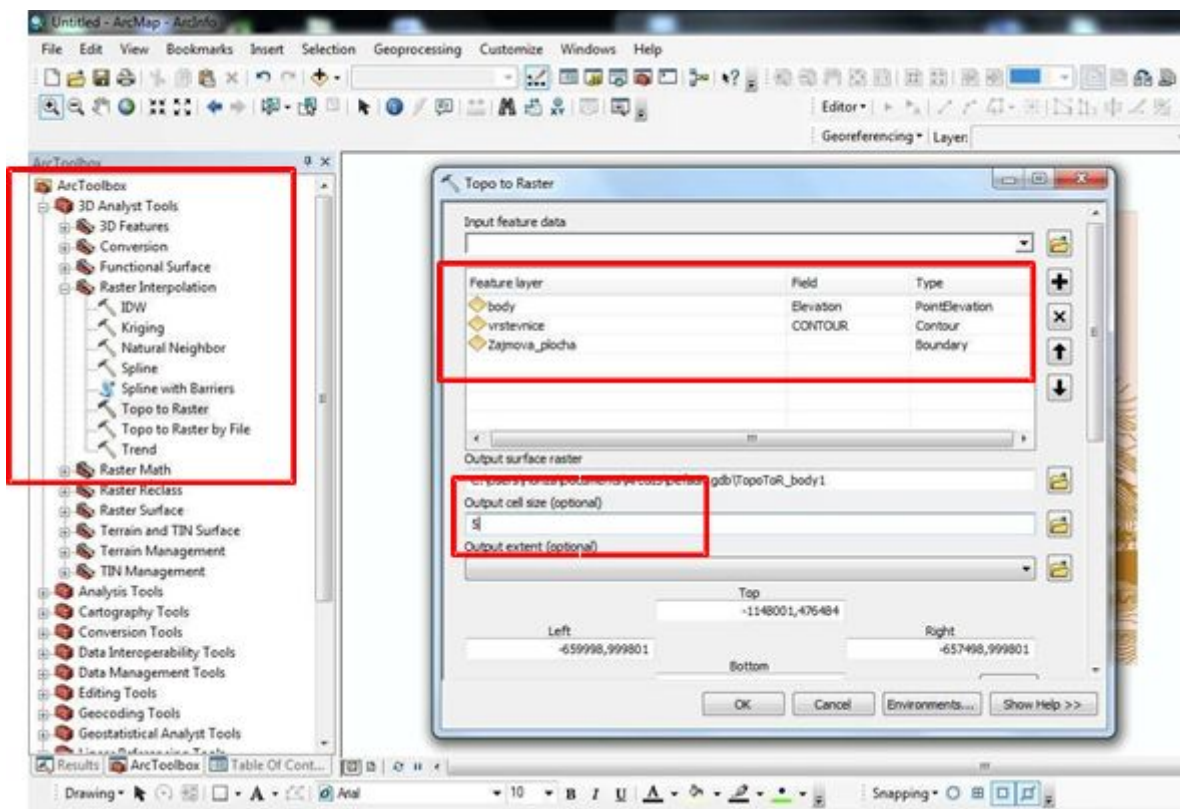 Untitled - ArcMap - ArcInfo
File Edit View Bookmarks Insert Selection Geoprocessing Customize Windows Help
Editor
Georeferencing Layer:
ArcToolbox
ArcToolbox
3D Analyst Tools
3D Features
Conversion
Functional Surface
Raster Interpolation
IDW
Kriging
Natural Neighbor
Spline
Spline with Barriers
Topo to Raster
Topo to Raster by File
Trend
Raster Math
Raster Reclass
Raster Surface
Terrain and TIN Surface
Terrain Management
TIN Management
Analysis Tools
Cartography Tools
Conversion Tools
Data Interoperability Tools
Data Management Tools
Editing Tools
Geocoding Tools
Geostatistical Analyst Tools
Results ArcToolbox Table Of Cont...
Topo to Raster
Input feature data
Feature layer Field Type
body Elevation PointElevation
vrstevnice CONTOUR Contour
Zajmova_plocha Boundary
Output surface raster
gdb\TopoToR_body1
Output cell size (optional)
5
Output extent (optional)
Top
-1148001,476484
Left Right
-659998,999801 -657498,999801
Bottom
OK Cancel Environments... Show Help >>
Drawing A Arial 10 B I U A Snapping